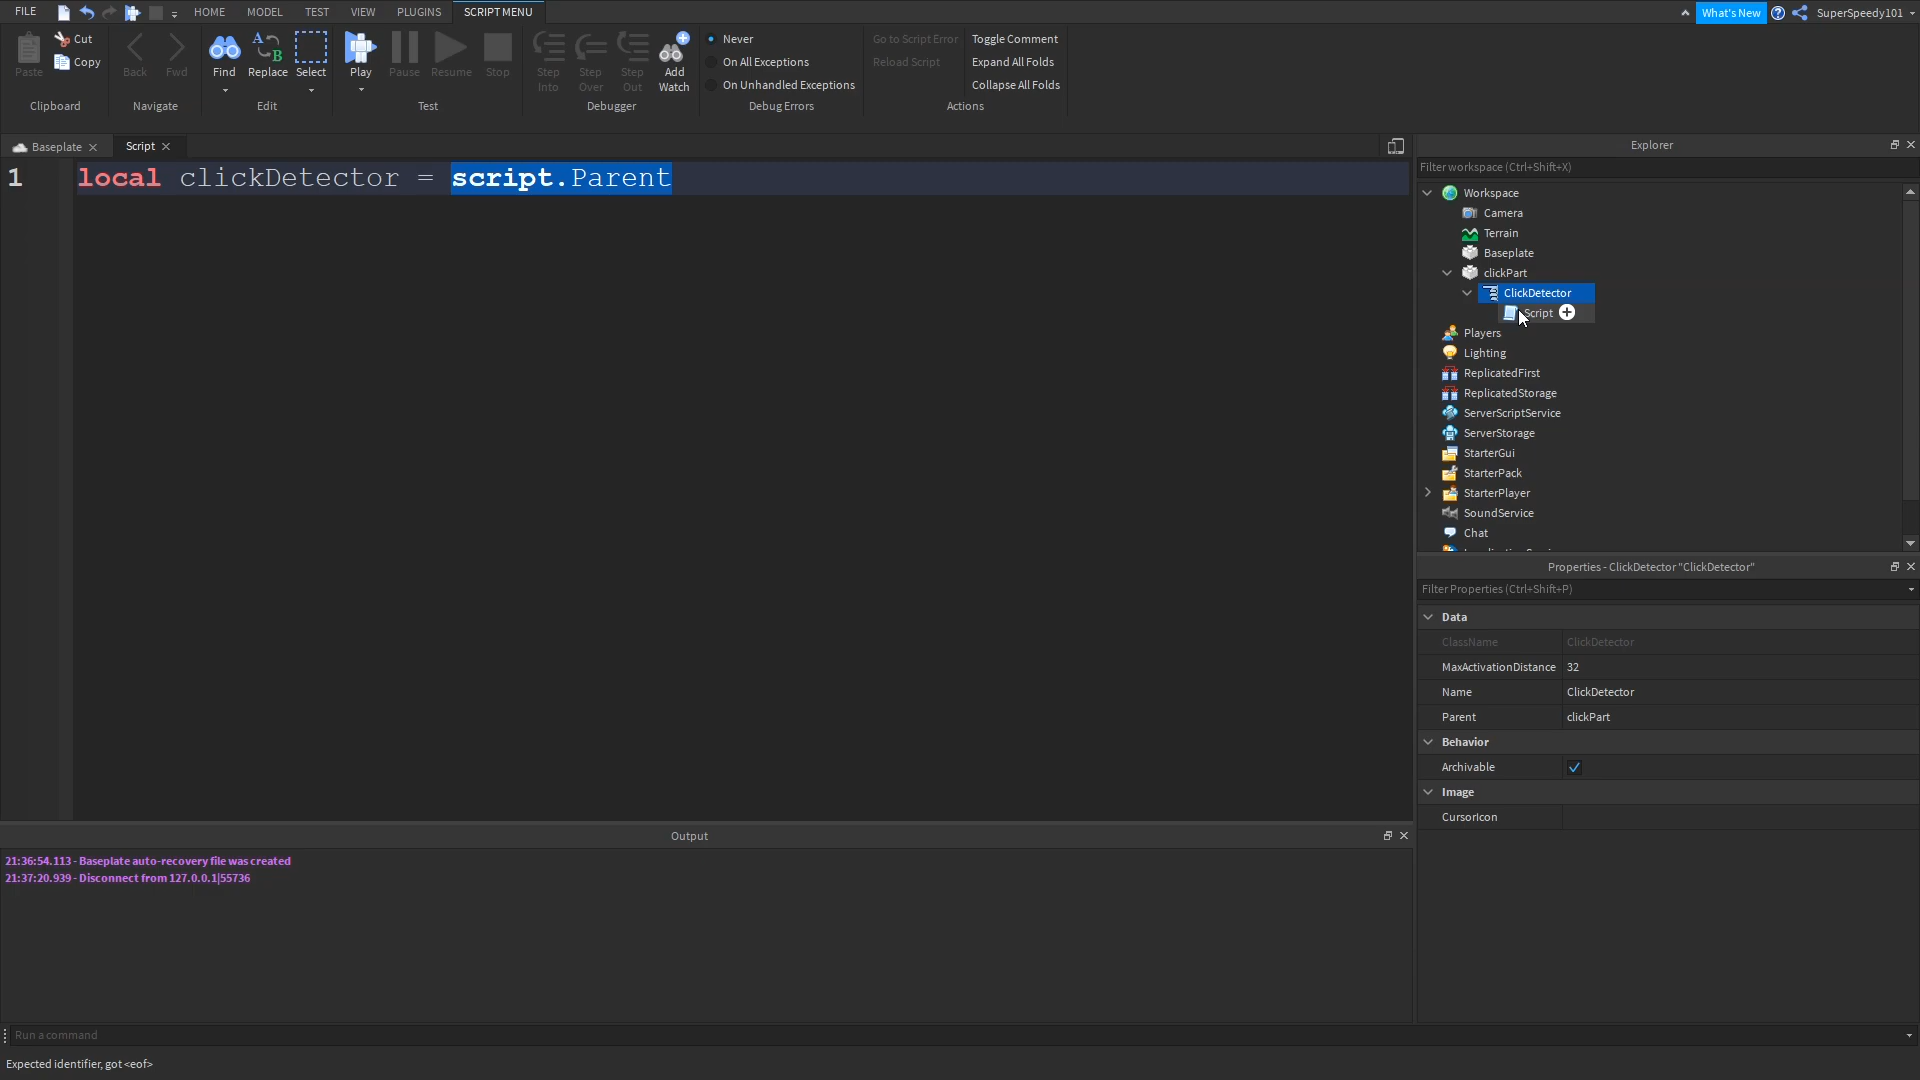 FILE HOME MODEL TEST VIEW PLUGINS SCRIPT MENU What's New SuperSpeedy101
Paste Cut Copy
Clipboard
Back Fwd
Navigate
Find Replace Select
Edit
Play Pause Resume Stop
Test
Step Into Step Over Step Out Add Watch
Debugger
Never
On All Exceptions
On Unhandled Exceptions
Debug Errors
Go to Script Error Toggle Comment
Reload Script Expand All Folds
Collapse All Folds
Actions
Baseplate Script
1 local clickDetector = script.Parent
Explorer
Filter workspace (Ctrl+Shift+X)
Workspace
Camera
Terrain
Baseplate
clickPart
ClickDetector
Script
Players
Lighting
ReplicatedFirst
ReplicatedStorage
ServerScriptService
ServerStorage
StarterGui
StarterPack
StarterPlayer
SoundService
Chat
Properties - ClickDetector "ClickDetector"
Filter Properties (Ctrl+Shift+P)
Data
ClassName ClickDetector
MaxActivationDistance 32
Name ClickDetector
Parent clickPart
Behavior
Archivable
Image
CursorIcon
Output
21:36:54.113 - Baseplate auto-recovery file was created
21:37:20.939 - Disconnect from 127.0.0.1|55736
Run a command
Expected identifier, got <eof>